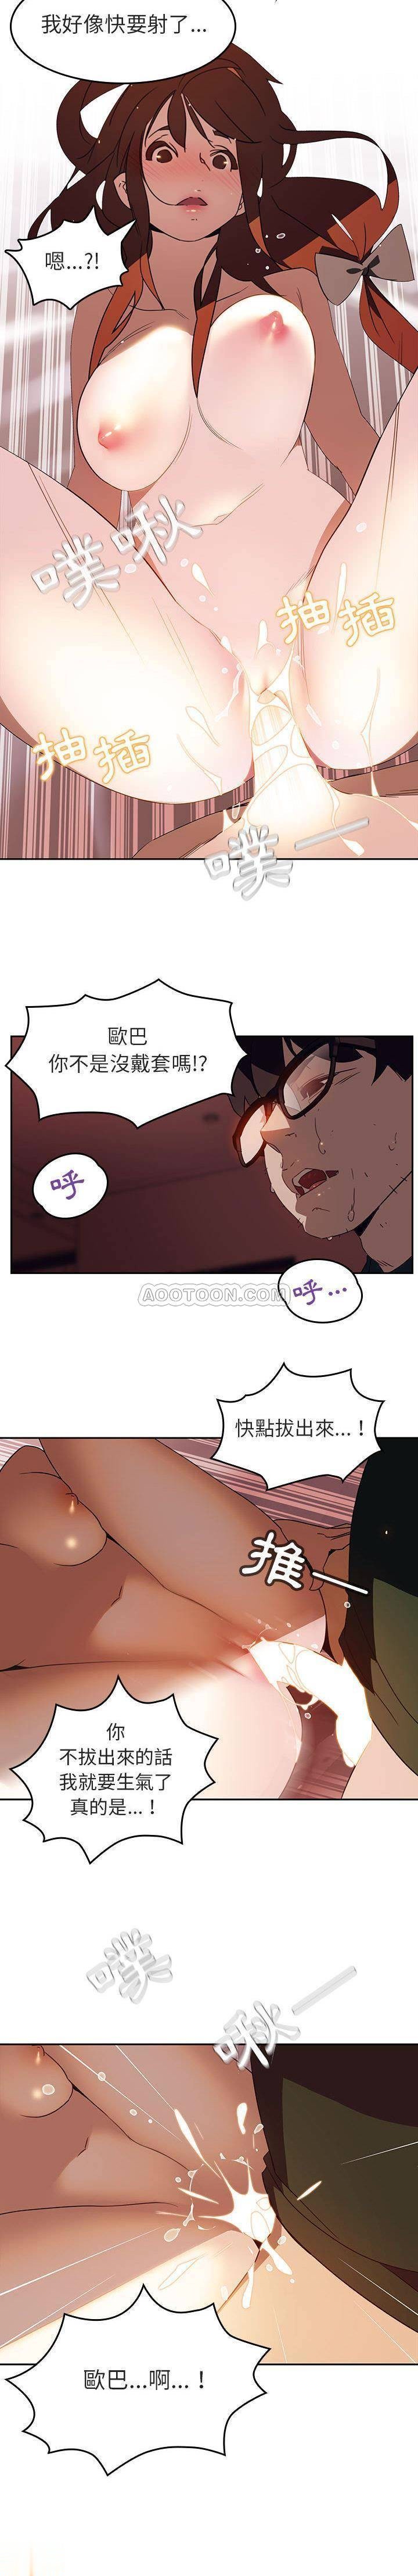 我好像快要射了...
嗯...?!
噗啾
抽插
抽插
噗一
歐巴
你不是沒戴套嗎!?
呼
呼...
AOOTOON.COM
快點拔出來...！
推一
你
不拔出來的話
我就要生氣了
真的是...！
噗
啾一
歐巴...啊...！